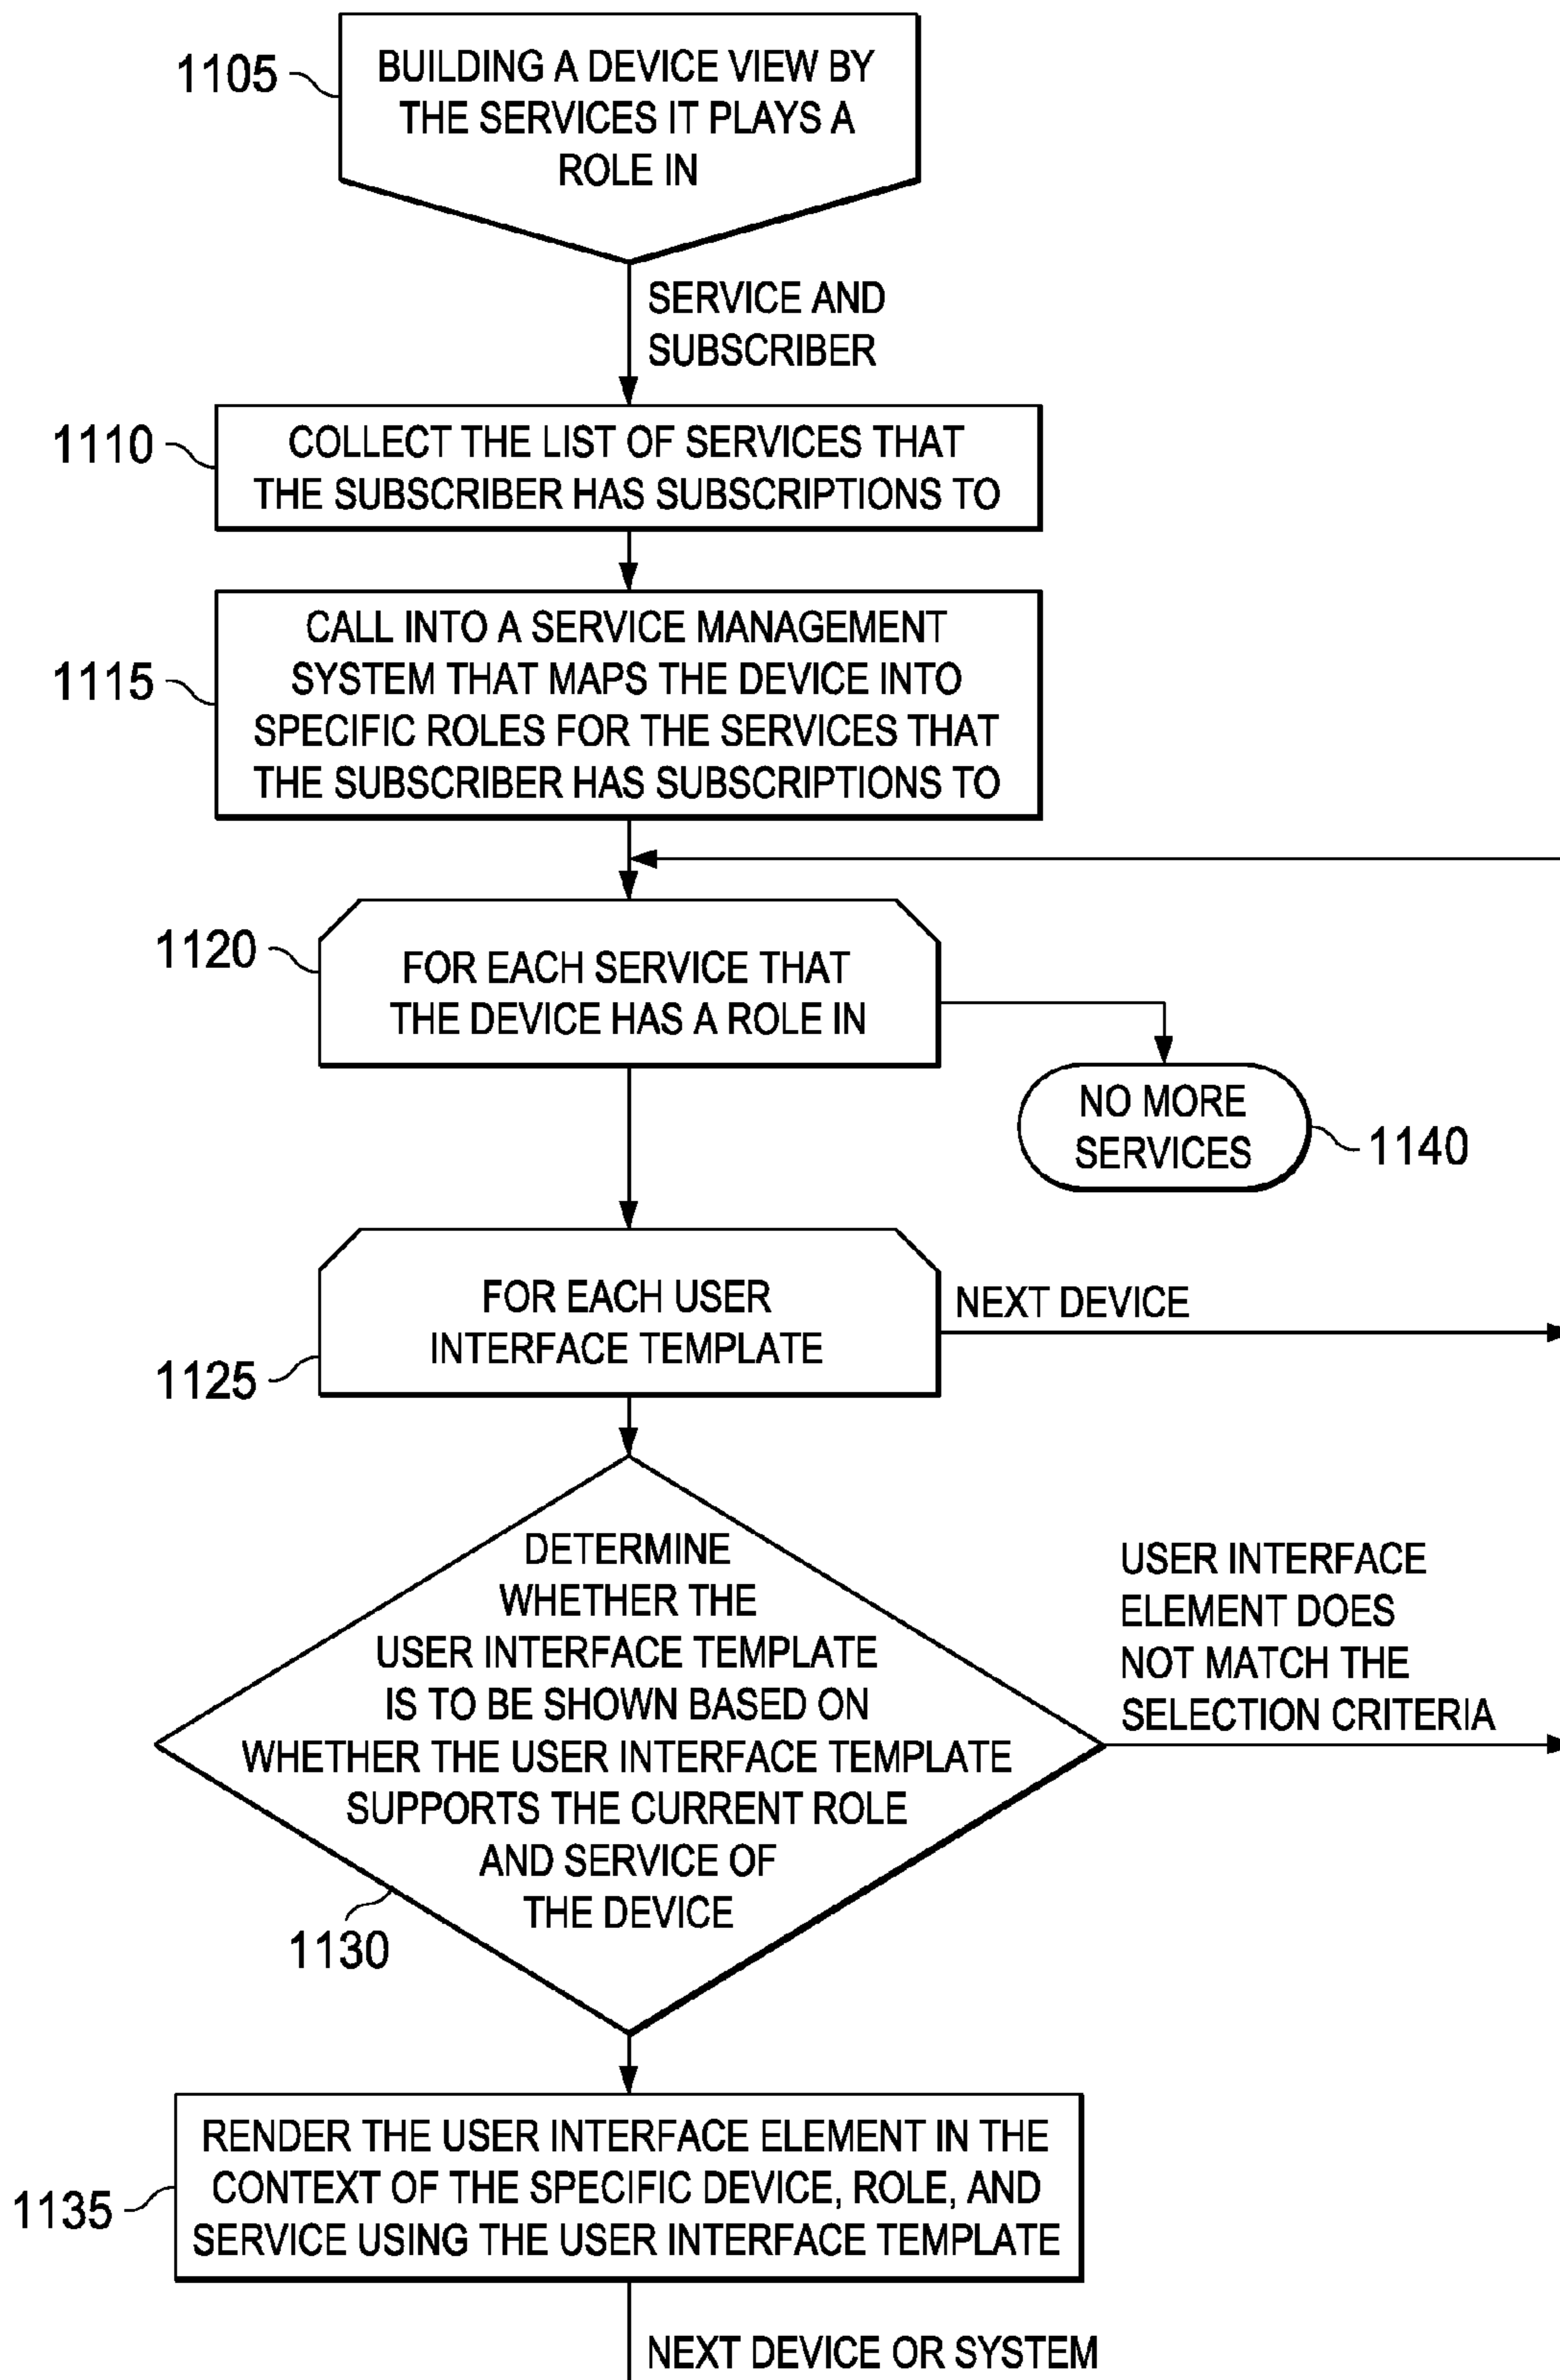 1105
BUILDING A DEVICE VIEW BY
THE SERVICES IT PLAYS A
ROLE IN
SERVICE AND
SUBSCRIBER
1110
COLLECT THE LIST OF SERVICES THAT
THE SUBSCRIBER HAS SUBSCRIPTIONS TO
1115
CALL INTO A SERVICE MANAGEMENT
SYSTEM THAT MAPS THE DEVICE INTO
SPECIFIC ROLES FOR THE SERVICES THAT
THE SUBSCRIBER HAS SUBSCRIPTIONS TO
1120
FOR EACH SERVICE THAT
THE DEVICE HAS A ROLE IN
NO MORE
SERVICES
1140
FOR EACH USER
INTERFACE TEMPLATE
1125
NEXT DEVICE
DETERMINE
WHETHER THE
USER INTERFACE TEMPLATE
IS TO BE SHOWN BASED ON
WHETHER THE USER INTERFACE TEMPLATE
SUPPORTS THE CURRENT ROLE
AND SERVICE OF
THE DEVICE
1130
USER INTERFACE
ELEMENT DOES
NOT MATCH THE
SELECTION CRITERIA
1135
RENDER THE USER INTERFACE ELEMENT IN THE
CONTEXT OF THE SPECIFIC DEVICE, ROLE, AND
SERVICE USING THE USER INTERFACE TEMPLATE
NEXT DEVICE OR SYSTEM